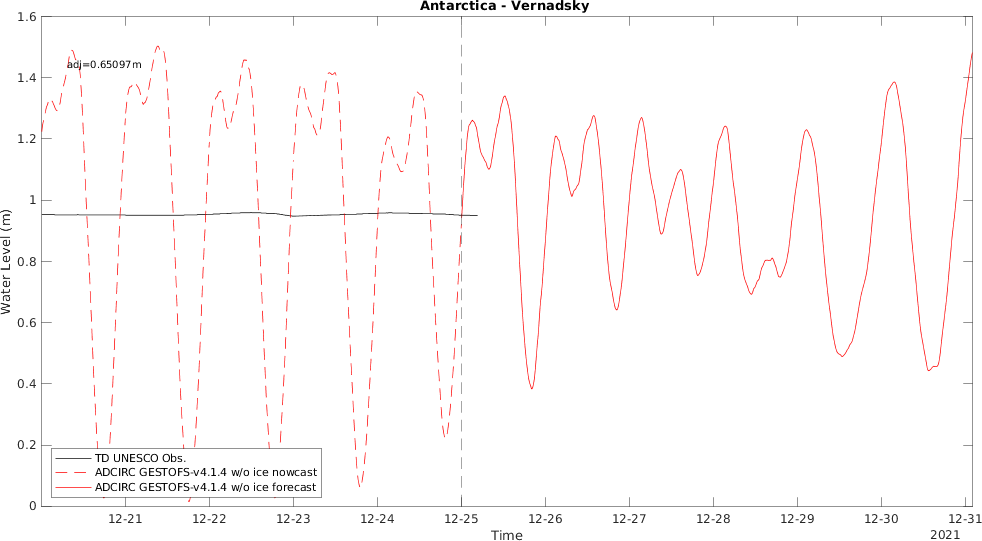 Antarctica - Vernadsky
adj=0.65097m
Water Level (m)
1.6
1.4
1.2
1
0.8
0.6
0.4
0.2
0
TD UNESCO Obs.
ADCIRC GESTOFS-v4.1.4 w/o ice nowcast
ADCIRC GESTOFS-v4.1.4 w/o ice forecast
12-21 12-22 12-23 12-24 12-25 12-26 12-27 12-28 12-29 12-30 12-31
Time
2021